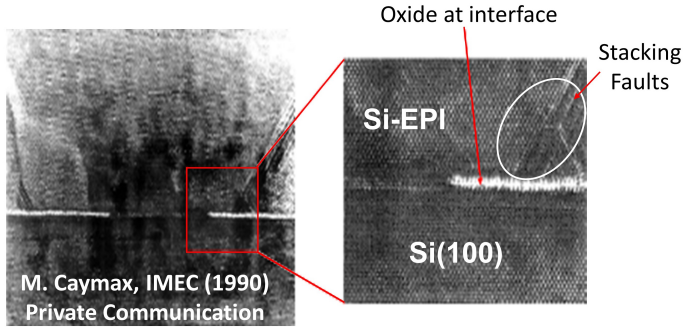 Oxide at interface
Stacking
Faults
Si-EPI
Si(100)
M. Caymax, IMEC (1990)
Private Communication